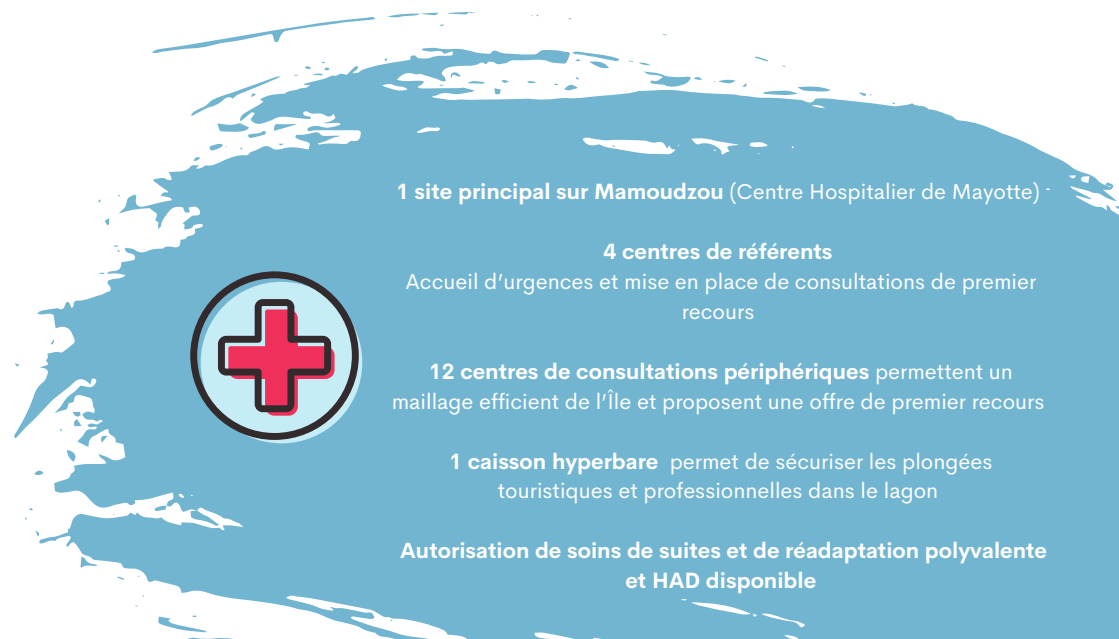 1 site principal sur Mamoudzou (Centre Hospitalier de Mayotte)
4 centres de référents
Accueil d'urgences et mise en place de consultations de premier
recours
12 centres de consultations périphériques permettent un
maillage efficient de l'Île et proposent une offre de premier recours
1 caisson hyperbare permet de sécuriser les plongées
touristiques et professionnelles dans le lagon
Autorisation de soins de suites et de réadaptation polyvalente
et HAD disponible